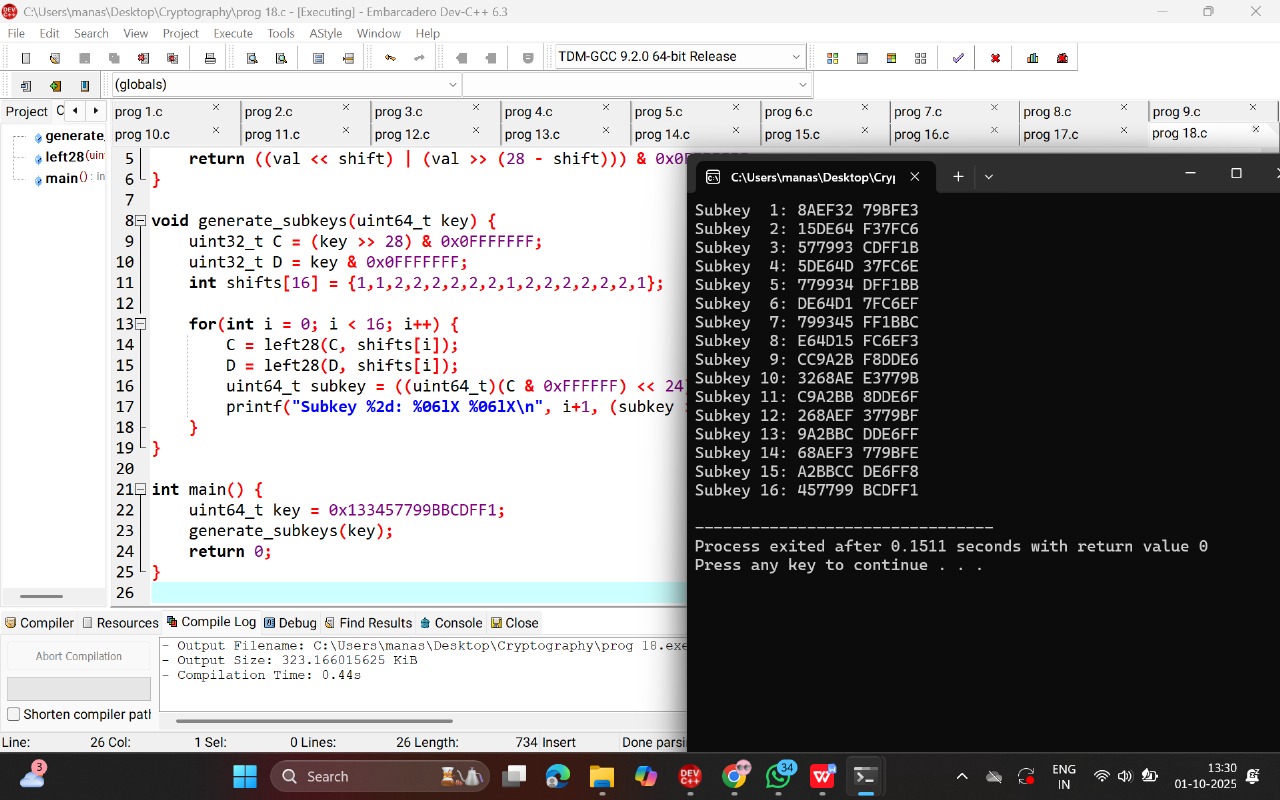 C:\Users\manas\Desktop\Cryptography\prog 18.c - [Executing] - Embarcadero Dev-C++ 6.3
File Edit Search View Project Execute Tools AStyle Window Help
TDM-GCC 9.2.0 64-bit Release
(globals)
Project C
prog 1.c prog 2.c prog 3.c prog 4.c prog 5.c prog 6.c prog 7.c prog 8.c prog 9.c
prog 10.c prog 11.c prog 12.c prog 13.c prog 14.c prog 15.c prog 16.c prog 17.c prog 18.c
generate_
left28 (uin
main() : in
5 return ((val << shift) | (val >> (28 - shift))) & 0x0FFFFFFF
6 }
7
8 void generate_subkeys(uint64_t key) {
9 uint32_t C = (key >> 28) & 0x0FFFFFFF;
10 uint32_t D = key & 0x0FFFFFFF;
11 int shifts[16] = {1,1,2,2,2,2,2,2,1,2,2,2,2,2,2,1};
12
13 for(int i = 0; i < 16; i++) {
14 C = left28(C, shifts[i]);
15 D = left28(D, shifts[i]);
16 uint64_t subkey = ((uint64_t)(C & 0xFFFFFF) << 24
17 printf("Subkey %2d: %06lX %06lX\n", i+1, (subkey
18 }
19 }
20
21 int main() {
22 uint64_t key = 0x133457799BBCDFF1;
23 generate_subkeys(key);
24 return 0;
25 }
26
C:\Users\manas\Desktop\Cryp
Subkey 1: 8AEF32 79BFE3
Subkey 2: 15DE64 F37FC6
Subkey 3: 577993 CDFF1B
Subkey 4: 5DE64D 37FC6E
Subkey 5: 779934 DFF1BB
Subkey 6: DE64D1 7FC6EF
Subkey 7: 799345 FF1BBC
Subkey 8: E64D15 FC6EF3
Subkey 9: CC9A2B F8DDE6
Subkey 10: 3268AE E3779B
Subkey 11: C9A2BB 8DDE6F
Subkey 12: 268AEF 3779BF
Subkey 13: 9A2BBC DDE6FF
Subkey 14: 68AEF3 779BFE
Subkey 15: A2BBCC DE6FF8
Subkey 16: 457799 BCDFF1
--------------------------------
Process exited after 0.1511 seconds with return value 0
Press any key to continue . . .
Compiler Resources Compile Log Debug Find Results Console Close
Abort Compilation
Shorten compiler path
- Output Filename: C:\Users\manas\Desktop\Cryptography\prog 18.exe
- Output Size: 323.166015625 KiB
- Compilation Time: 0.44s
Line: 26 Col: 1 Sel: 0 Lines: 26 Length: 734 Insert Done parsi
3
Search
DEV C++
34
W
ENG
IN
13:30
01-10-2025